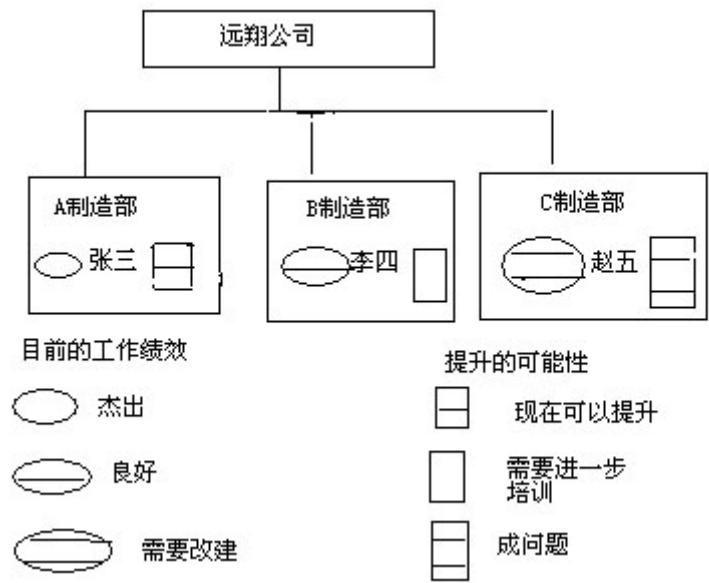 远翔公司
A制造部
张三
B制造部
李四
C制造部
赵五
目前的工作绩效
杰出
良好
需要改建
提升的可能性
现在可以提升
需要进一步
培训
成问题